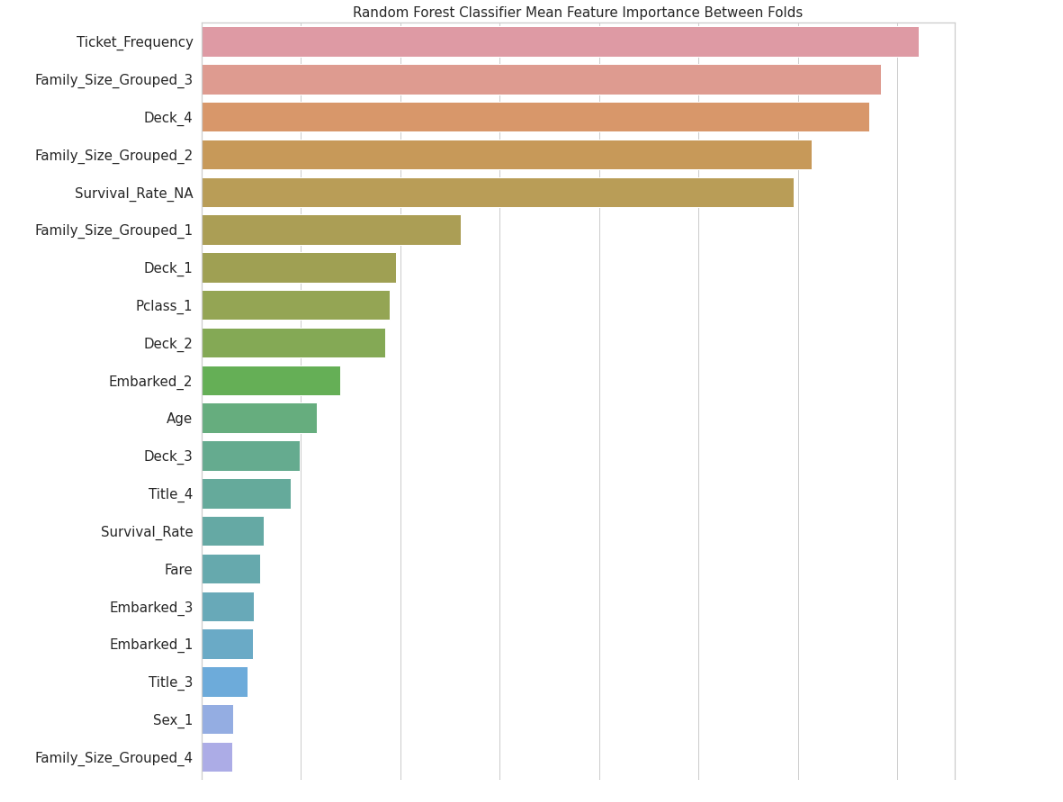 Random Forest Classifier Mean Feature Importance Between Folds
Ticket_Frequency
Family_Size_Grouped_3
Deck_4
Family_Size_Grouped_2
Survival_Rate_NA
Family_Size_Grouped_1
Deck_1
Pclass_1
Deck_2
Embarked_2
Age
Deck_3
Title_4
Survival_Rate
Fare
Embarked_3
Embarked_1
Title_3
Sex_1
Family_Size_Grouped_4